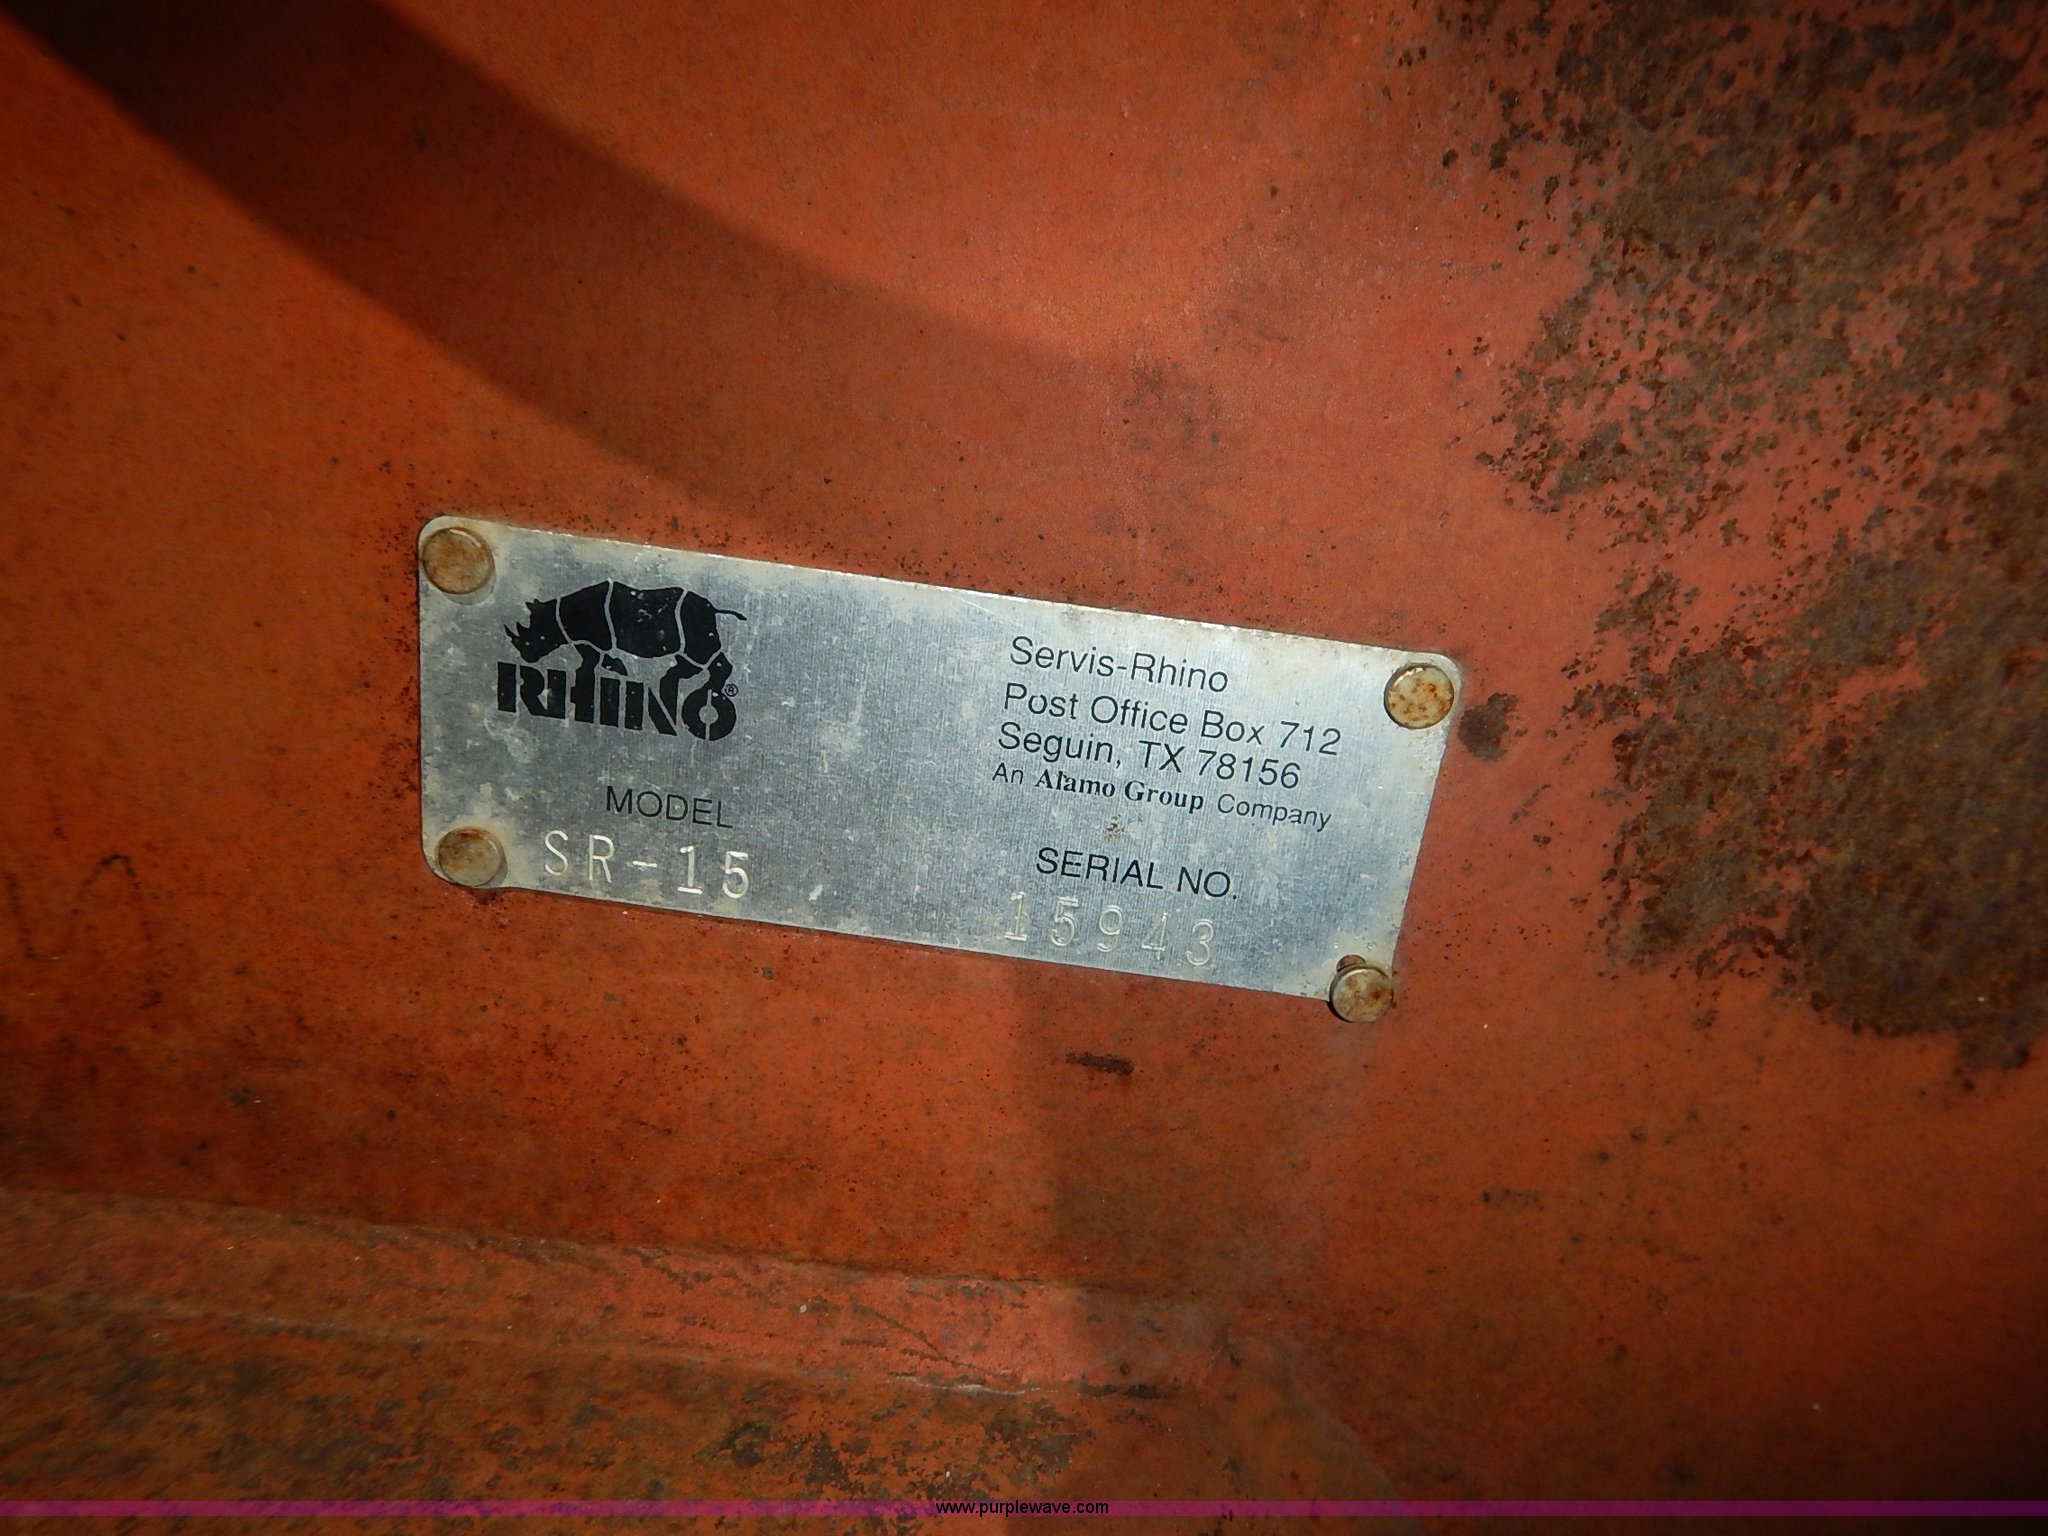 RHINO®
Servis-Rhino
Post Office Box 712
Seguin, TX 78156
An Alamo Group Company
MODEL
SR-15
SERIAL NO.
15943
www.purplewave.com